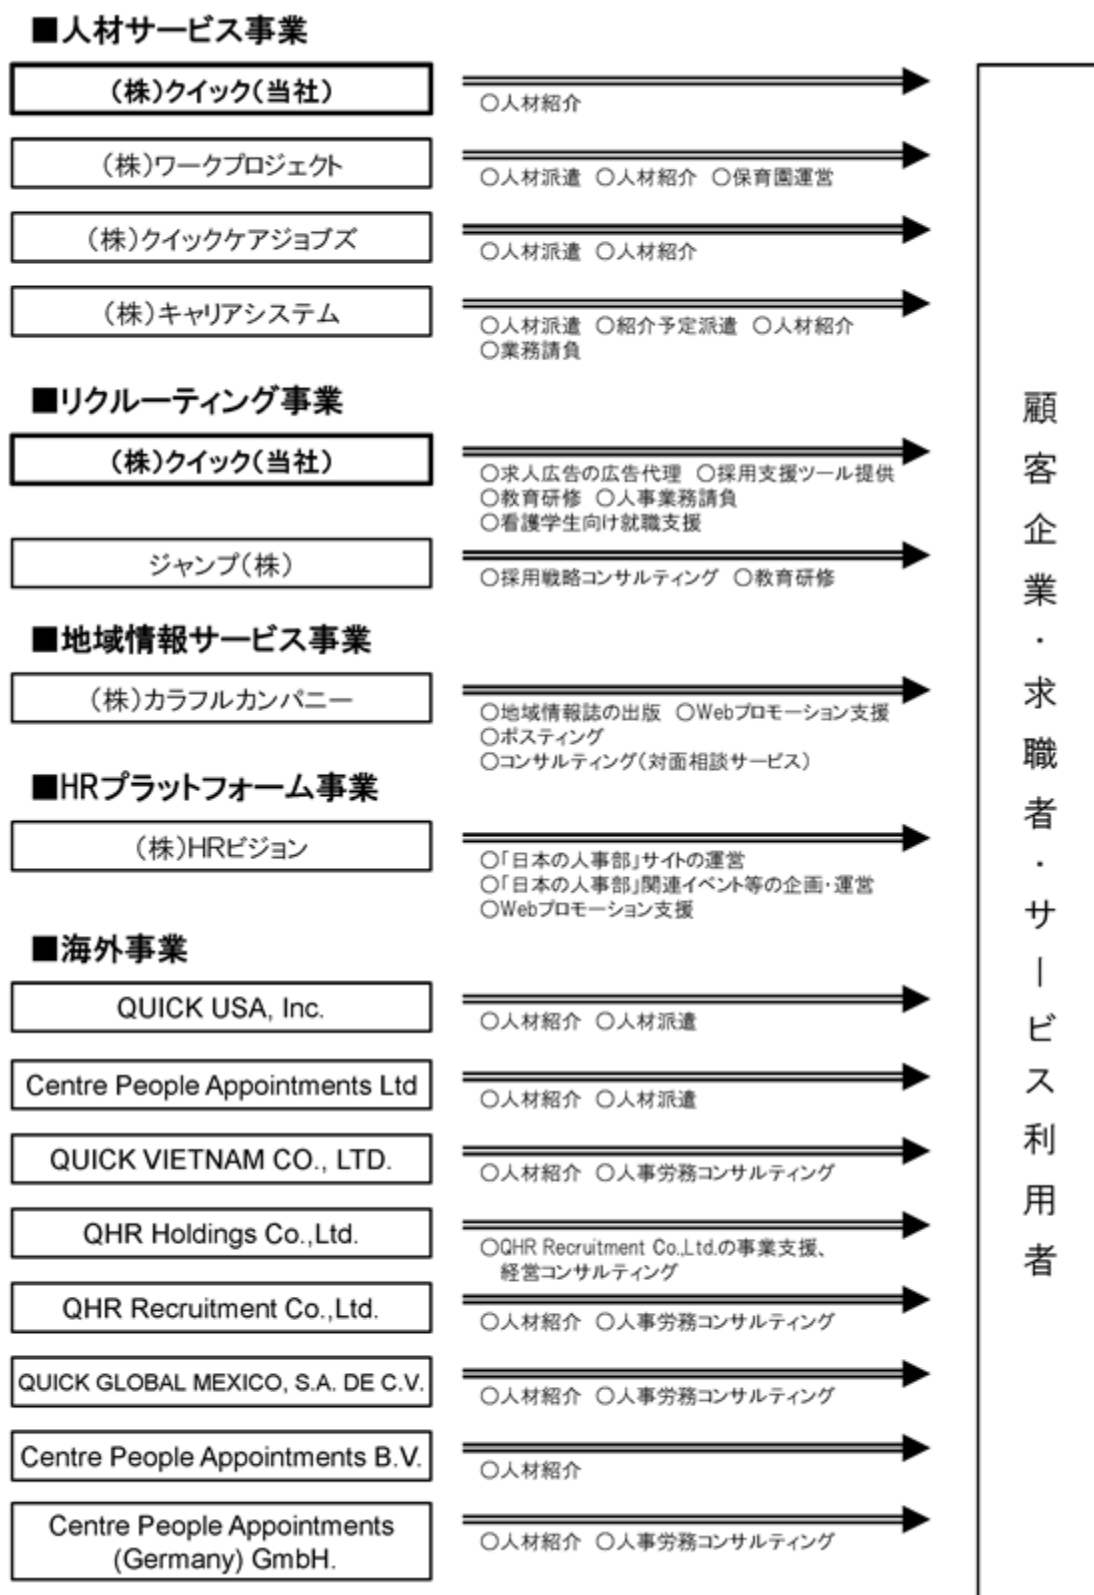 ■人材サービス事業
(株)クイック(当社)
○人材紹介
(株)ワークプロジェクト
○人材派遣 ○人材紹介 ○保育園運営
(株)クイックケアジョブズ
○人材派遣 ○人材紹介
(株)キャリアシステム
○人材派遣 ○紹介予定派遣 ○人材紹介
○業務請負
■リクルーティング事業
(株)クイック(当社)
○求人広告の広告代理 ○採用支援ツール提供
○教育研修 ○人事業務請負
○看護学生向け就職支援
ジャンプ(株)
○採用戦略コンサルティング ○教育研修
■地域情報サービス事業
(株)カラフルカンパニー
○地域情報誌の出版 ○Webプロモーション支援
○ポスティング
○コンサルティング(対面相談サービス)
■HRプラットフォーム事業
(株)HRビジョン
○「日本の人事部」サイトの運営
○「日本の人事部」関連イベント等の企画・運営
○Webプロモーション支援
■海外事業
QUICK USA, Inc.
○人材紹介 ○人材派遣
Centre People Appointments Ltd
○人材紹介 ○人材派遣
QUICK VIETNAM CO., LTD.
○人材紹介 ○人事労務コンサルティング
QHR Holdings Co.,Ltd.
○QHR Recruitment Co.,Ltd.の事業支援、
経営コンサルティング
QHR Recruitment Co.,Ltd.
○人材紹介 ○人事労務コンサルティング
QUICK GLOBAL MEXICO, S.A. DE C.V.
○人材紹介 ○人事労務コンサルティング
Centre People Appointments B.V.
○人材紹介
Centre People Appointments
(Germany) GmbH.
○人材紹介 ○人事労務コンサルティング
顧客企業・求職者・サービス利用者